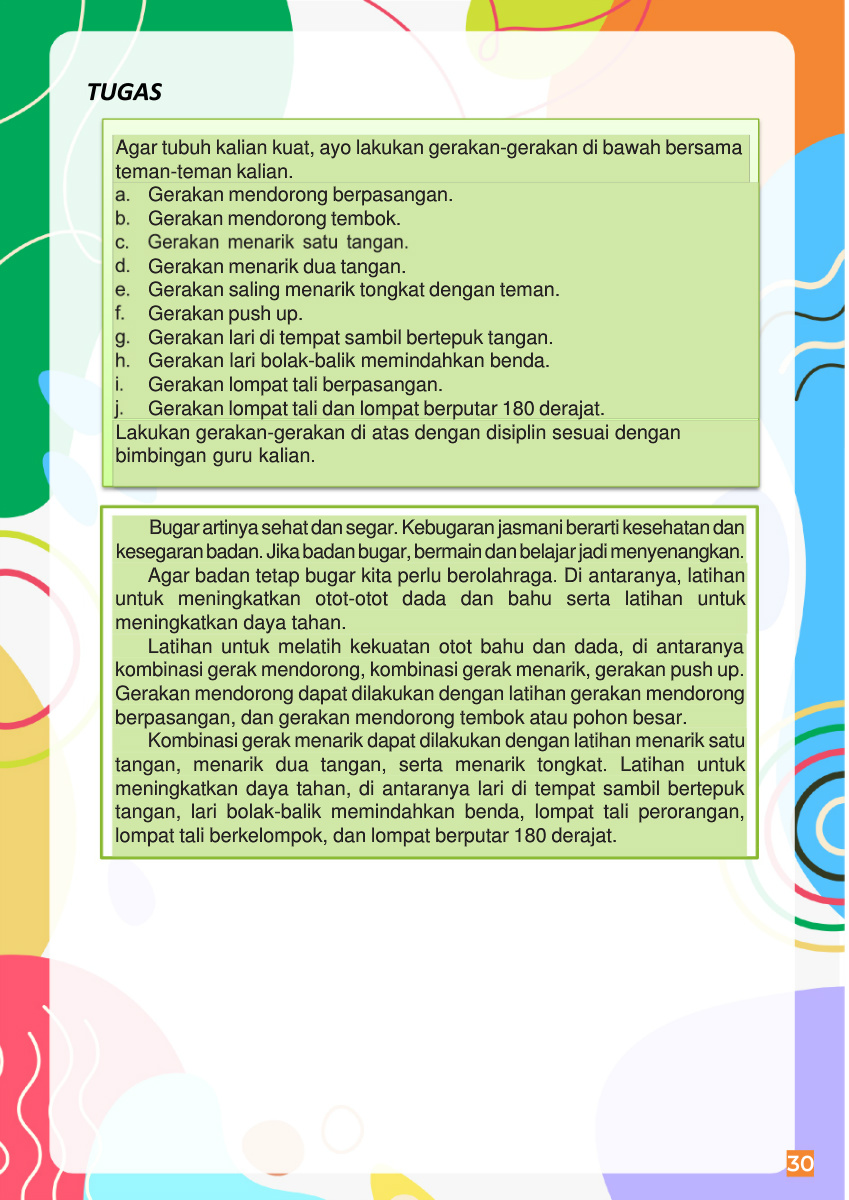 TUGAS
Agar tubuh kalian kuat, ayo lakukan gerakan-gerakan di bawah bersama
teman-teman kalian.
a. Gerakan mendorong berpasangan.
b. Gerakan mendorong tembok.
c. Gerakan menarik satu tangan.
d. Gerakan menarik dua tangan.
e. Gerakan saling menarik tongkat dengan teman.
f. Gerakan push up.
g. Gerakan lari di tempat sambil bertepuk tangan.
h. Gerakan lari bolak-balik memindahkan benda.
i. Gerakan lompat tali berpasangan.
j. Gerakan lompat tali dan lompat berputar 180 derajat.
Lakukan gerakan-gerakan di atas dengan disiplin sesuai dengan
bimbingan guru kalian.
Bugar artinya sehat dan segar. Kebugaran jasmani berarti kesehatan dan
kesegaran badan. Jika badan bugar, bermain dan belajar jadi menyenangkan.
Agar badan tetap bugar kita perlu berolahraga. Di antaranya, latihan
untuk meningkatkan otot-otot dada dan bahu serta latihan untuk
meningkatkan daya tahan.
Latihan untuk melatih kekuatan otot bahu dan dada, di antaranya
kombinasi gerak mendorong, kombinasi gerak menarik, gerakan push up.
Gerakan mendorong dapat dilakukan dengan latihan gerakan mendorong
berpasangan, dan gerakan mendorong tembok atau pohon besar.
Kombinasi gerak menarik dapat dilakukan dengan latihan menarik satu
tangan, menarik dua tangan, serta menarik tongkat. Latihan untuk
meningkatkan daya tahan, di antaranya lari di tempat sambil bertepuk
tangan, lari bolak-balik memindahkan benda, lompat tali perorangan,
lompat tali berkelompok, dan lompat berputar 180 derajat.
30